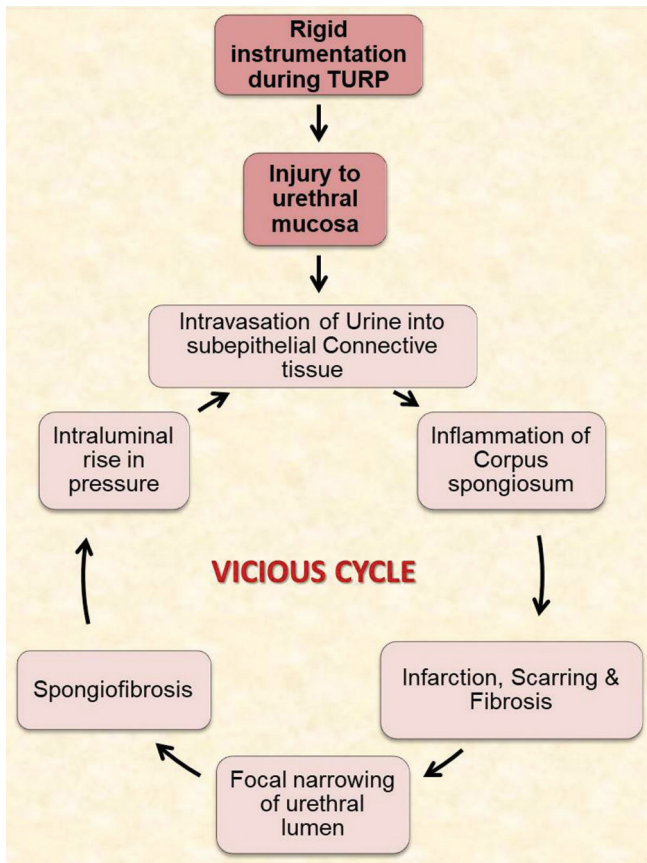 Rigid
instrumentation
during TURP
Injury to
urethral
mucosa
Intravasation of Urine into
subepithelial Connective
tissue
Inflammation of
Corpus
spongiosum
Infarction, Scarring &
Fibrosis
Focal narrowing
of urethral
lumen
Spongiofibrosis
Intraluminal
rise in
pressure
VICIOUS CYCLE